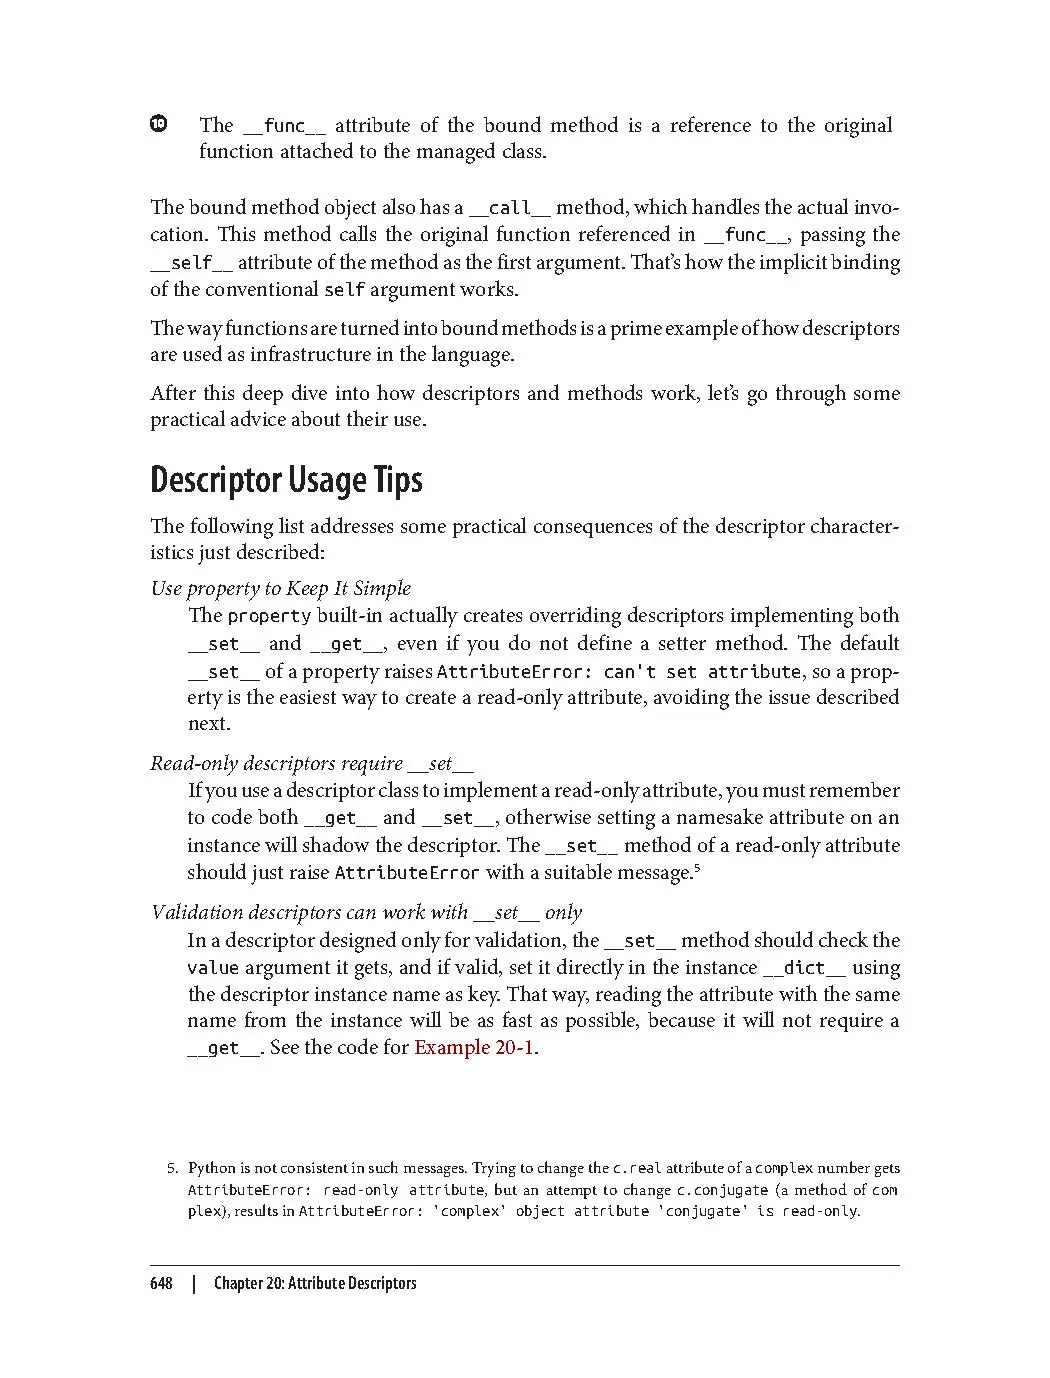 10 The __func__ attribute of the bound method is a reference to the original
function attached to the managed class.
The bound method object also has a __call__ method, which handles the actual invo-
cation. This method calls the original function referenced in __func__, passing the
__self__ attribute of the method as the first argument. That’s how the implicit binding
of the conventional self argument works.
The way functions are turned into bound methods is a prime example of how descriptors
are used as infrastructure in the language.
After this deep dive into how descriptors and methods work, let’s go through some
practical advice about their use.
Descriptor Usage Tips
The following list addresses some practical consequences of the descriptor character-
istics just described:
Use property to Keep It Simple
The property built-in actually creates overriding descriptors implementing both
__set__ and __get__, even if you do not define a setter method. The default
__set__ of a property raises AttributeError: can't set attribute, so a prop-
erty is the easiest way to create a read-only attribute, avoiding the issue described
next.
Read-only descriptors require __set__
If you use a descriptor class to implement a read-only attribute, you must remember
to code both __get__ and __set__, otherwise setting a namesake attribute on an
instance will shadow the descriptor. The __set__ method of a read-only attribute
should just raise AttributeError with a suitable message.5
Validation descriptors can work with __set__ only
In a descriptor designed only for validation, the __set__ method should check the
value argument it gets, and if valid, set it directly in the instance __dict__ using
the descriptor instance name as key. That way, reading the attribute with the same
name from the instance will be as fast as possible, because it will not require a
__get__. See the code for Example 20-1.
5. Python is not consistent in such messages. Trying to change the c.real attribute of a complex number gets
AttributeError: read-only attribute, but an attempt to change c.conjugate (a method of com
plex), results in AttributeError: 'complex' object attribute 'conjugate' is read-only.
648 | Chapter 20: Attribute Descriptors